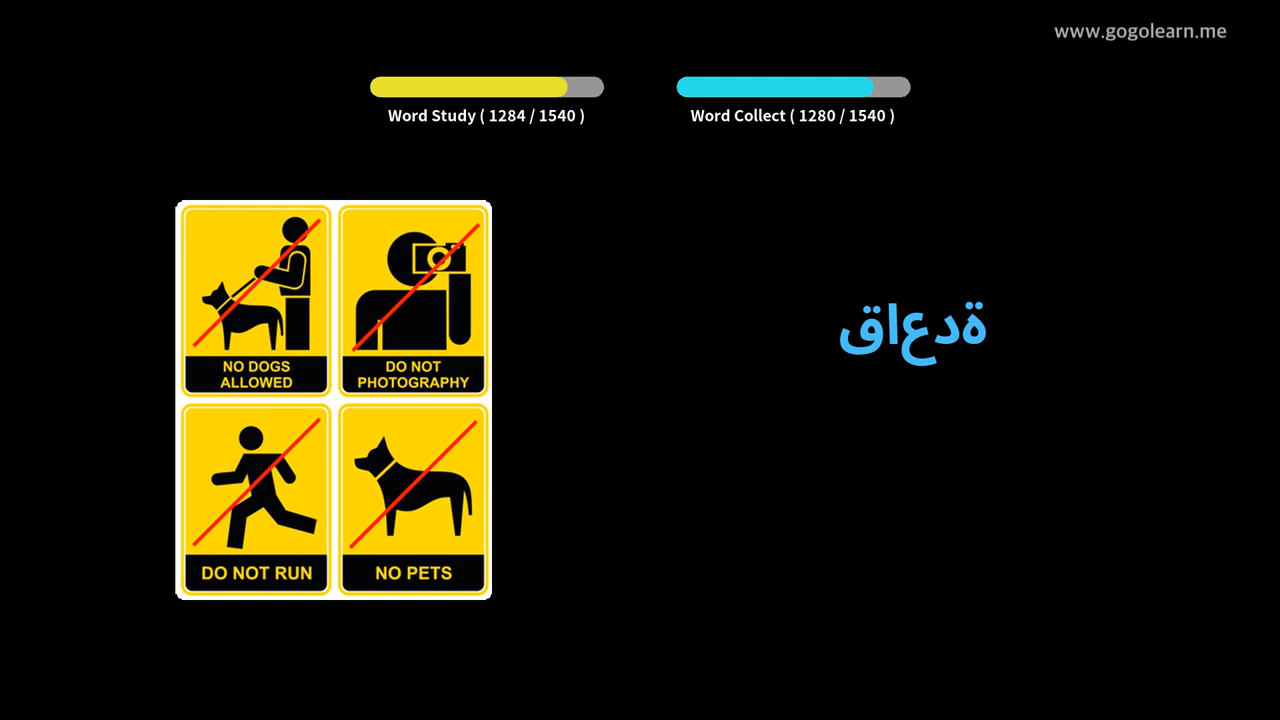 www.gogolearn.me
Word Study ( 1284 / 1540 )
Word Collect ( 1280 / 1540 )
NO DOGS
ALLOWED
DO NOT
PHOTOGRAPHY
DO NOT RUN
NO PETS
قاعدة